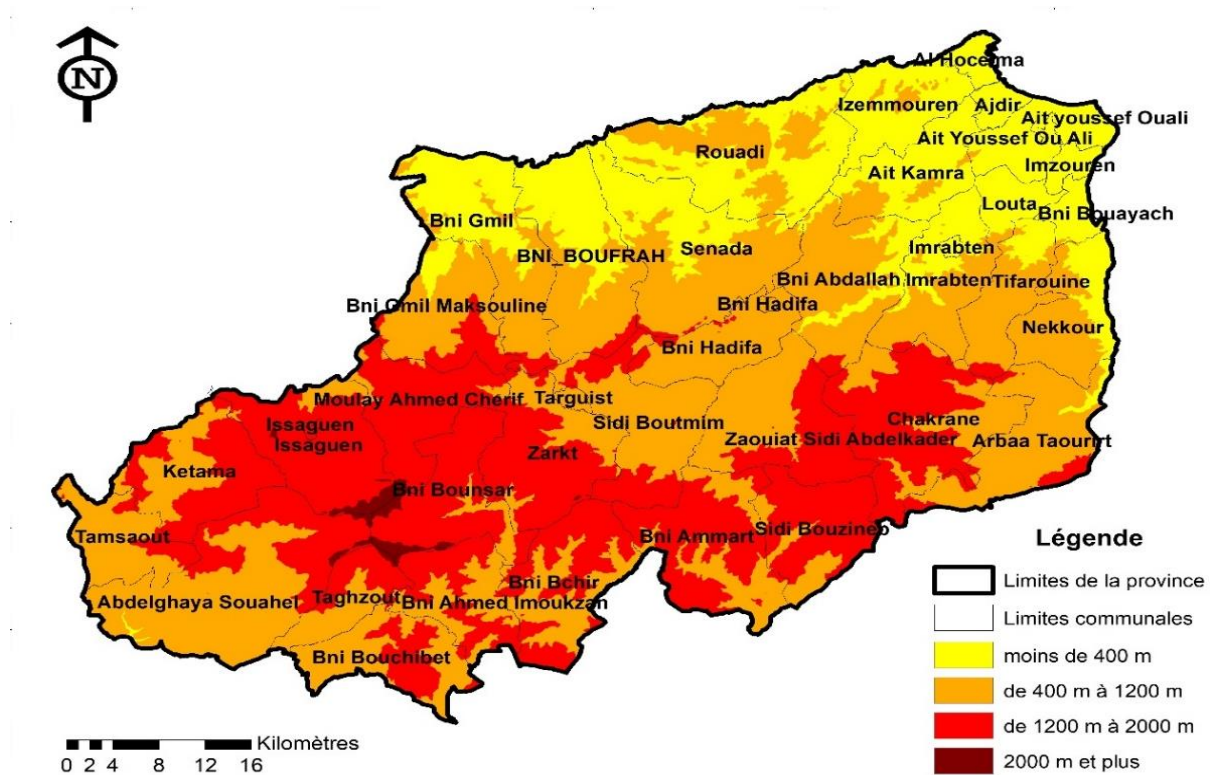 N
Al Hoceima
Izemmouren
Ajdir
Ait youssef Ouali
Ait Youssef Ou Ali
Rouadi
Imzouren
Ait Kamra
Louta
Bni Bouayach
Bni Gmil
Senada
Imrabten
BNI_BOUFRAH
Bni Abdallah
Imrabten
Tifarouine
Bni Gmil Maksouline
Bni Hadifa
Nekkour
Bni Hadifa
Moulay Ahmed Cherif
Targuist
Issaguen
Sidi Boutmim
Chakrane
Issaguen
Zaouiat Sidi Abdelkader
Arbaa Taourirt
Zarkt
Ketama
Bni Bounsar
Tamsaout
Bni Ammart
Sidi Bouzineb
Bni Bchir
Abdelghaya Souahel
Taghzout
Bni Ahmed Imoukzan
Bni Bouchibet
Légende
Limites de la province
Limites communales
moins de 400 m
de 400 m à 1200 m
de 1200 m à 2000 m
2000 m et plus
Kilomètres
0 2 4 8 12 16